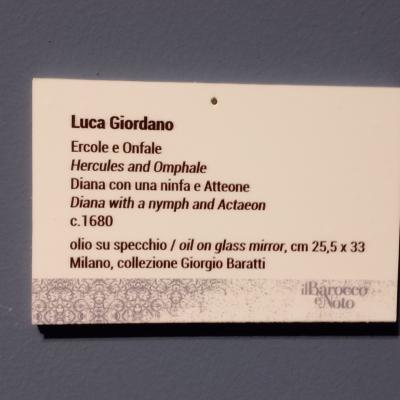 Luca Giordano
Ercole e Onfale
Hercules and Omphale
Diana con una ninfa e Atteone
Diana with a nymph and Actaeon
c.1680
olio su specchio / oil on glass mirror, cm 25,5 x 33
Milano, collezione Giorgio Baratti
il Barocco
è Noto